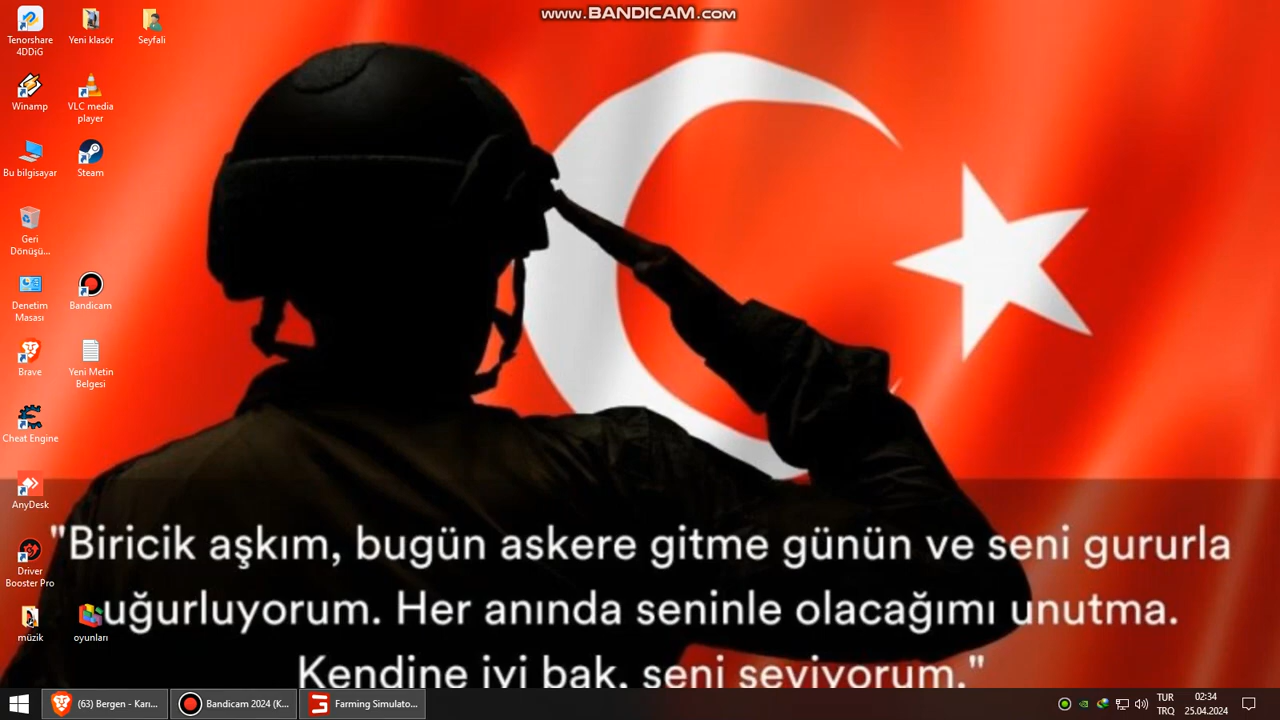 www.BANDICAM.com
Tenorshare
4DDiG
Yeni klasör
Seyfali
Winamp
VLC media
player
Bu bilgisayar
Steam
Geri
Dönüşü...
Denetim
Masası
Bandicam
Brave
Yeni Metin
Belgesi
Cheat Engine
AnyDesk
Driver
Booster Pro
müzik
oyunları
"Biricik aşkım, bugün askere gitme günün ve seni gururla
uğurluyorum. Her anında seninle olacağımı unutma.
Kendine iyi bak, seni seviyorum."
(63) Bergen - Karı...
Bandicam 2024 (K...
Farming Simulato...
TUR
TRQ
02:34
25.04.2024